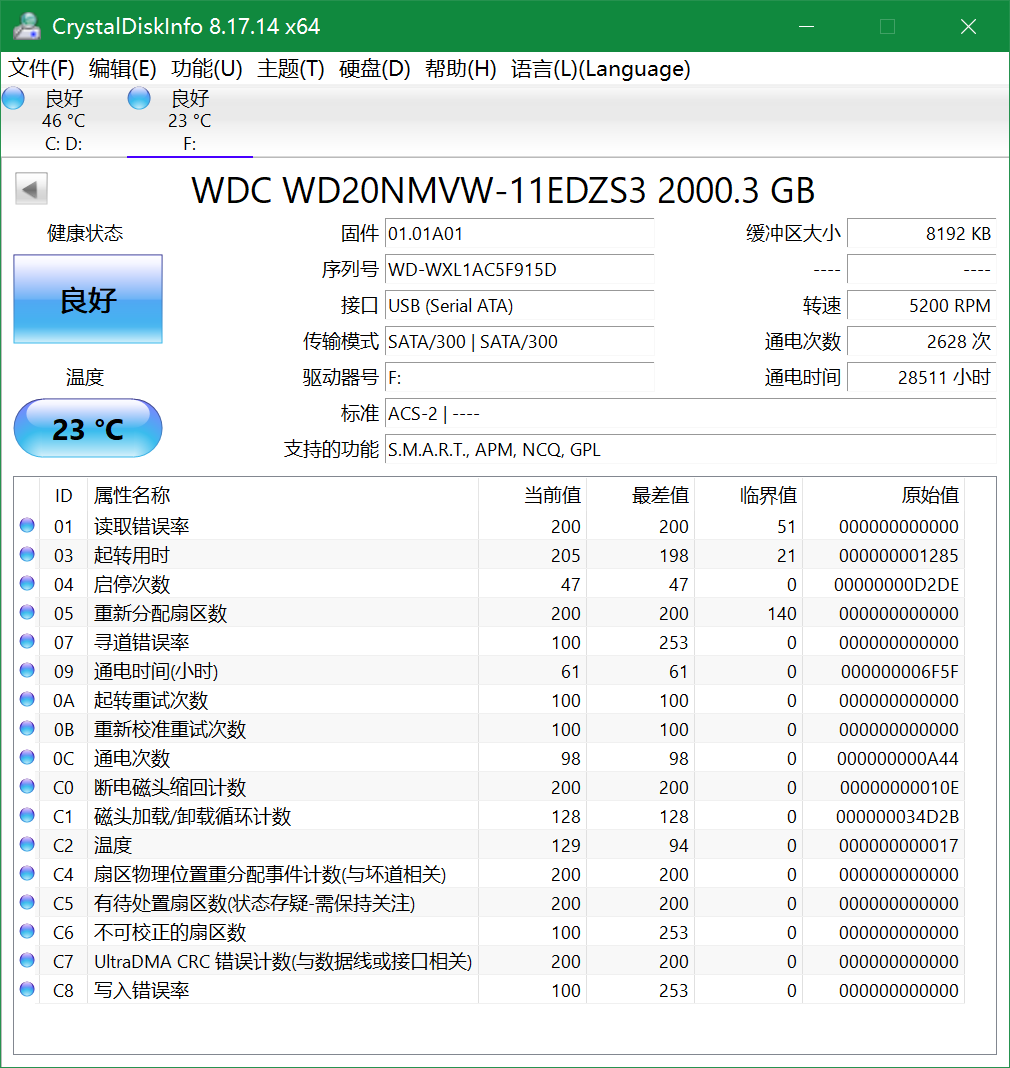 CrystalDiskInfo 8.17.14 x64
文件(F) 编辑(E) 功能(U) 主题(T) 硬盘(D) 帮助(H) 语言(L)(Language)
良好 良好
46 °C 23 °C
C: D: F:
WDC WD20NMVW-11EDZS3 2000.3 GB
健康状态 固件 01.01A01 缓冲区大小 8192 KB
良好 序列号 WD-WXL1AC5F915D ---- ----
接口 USB (Serial ATA) 转速 5200 RPM
传输模式 SATA/300 | SATA/300 通电次数 2628 次
温度 驱动器号 F: 通电时间 28511 小时
23 °C 标准 ACS-2 | ----
支持的功能 S.M.A.R.T., APM, NCQ, GPL
ID 属性名称 当前值 最差值 临界值 原始值
01 读取错误率 200 200 51 000000000000
03 起转用时 205 198 21 000000001285
04 启停次数 47 47 0 00000000D2DE
05 重新分配扇区数 200 200 140 000000000000
07 寻道错误率 100 253 0 000000000000
09 通电时间(小时) 61 61 0 000000006F5F
0A 起转重试次数 100 100 0 000000000000
0B 重新校准重试次数 100 100 0 000000000000
0C 通电次数 98 98 0 000000000A44
C0 断电磁头缩回计数 200 200 0 00000000010E
C1 磁头加载/卸载循环计数 128 128 0 000000034D2B
C2 温度 129 94 0 000000000017
C4 扇区物理位置重分配事件计数(与坏道相关) 200 200 0 000000000000
C5 有待处置扇区数(状态存疑-需保持关注) 200 200 0 000000000000
C6 不可校正的扇区数 100 253 0 000000000000
C7 UltraDMA CRC 错误计数(与数据线或接口相关) 200 200 0 000000000000
C8 写入错误率 100 253 0 000000000000